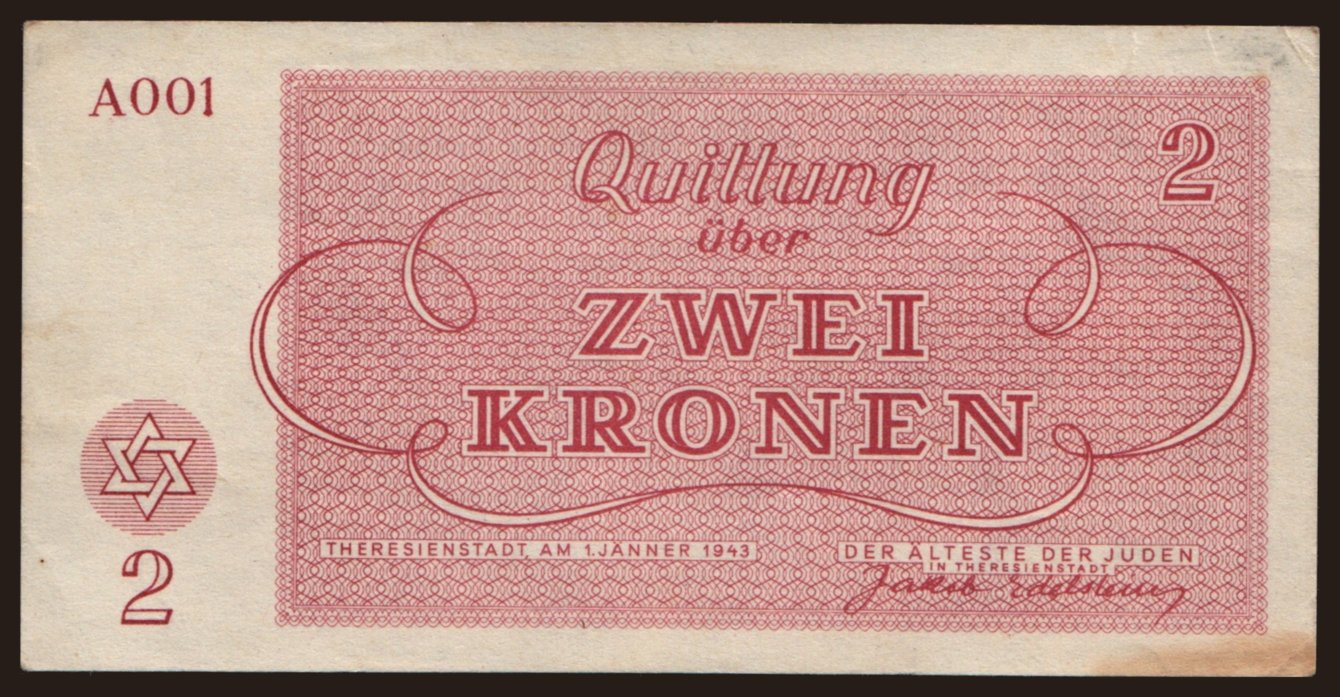 A001
2
Quittung
über
ZWEI
KRONEN
2
THERESIENSTADT, AM 1. JÄNNER 1943
DER ÄLTESTE DER JUDEN
IN THERESIENSTADT
Jakob Edelstein